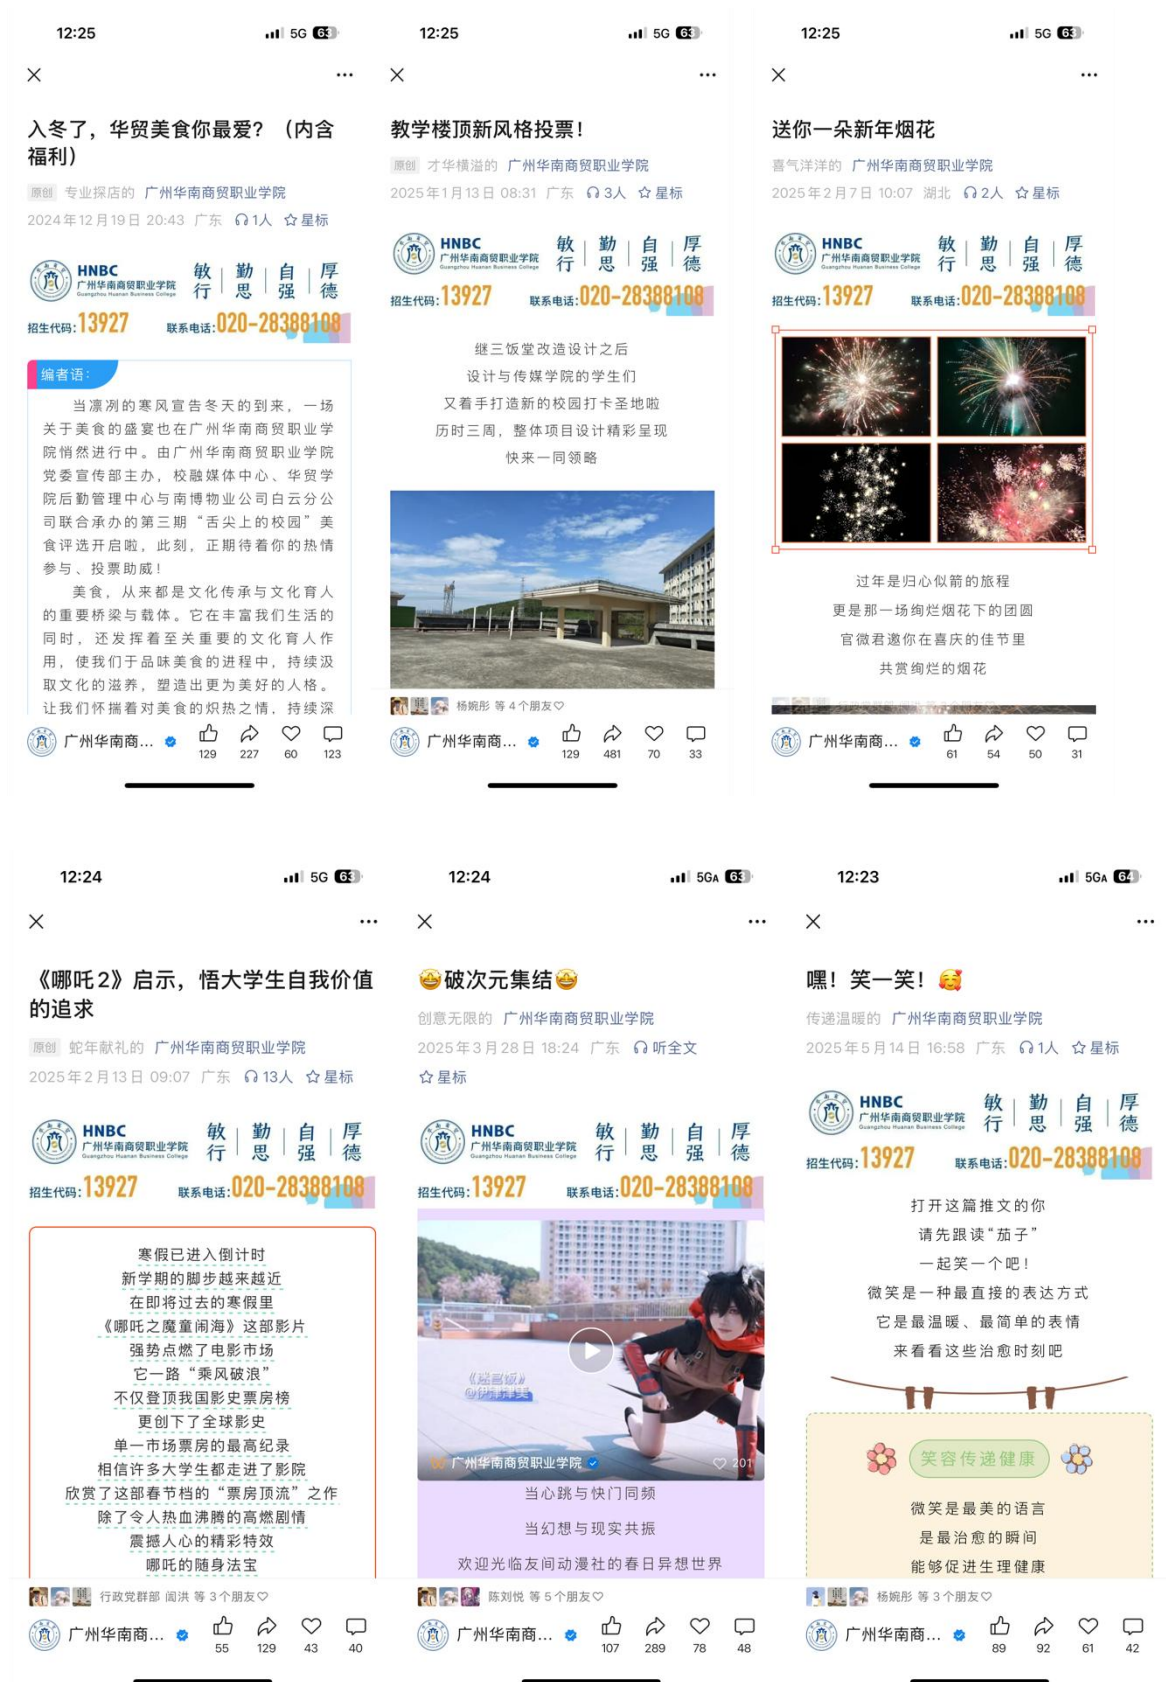 12:25
5G 63
入冬了，华贸美食你最爱？（内含
福利）
原创 专业探店的 广州华南商贸职业学院
2024年12月19日 20:43 广东 1人 星标
HNBC
广州华南商贸职业学院
Guangzhou Huanan Business College
敏行 勤思 自强 厚德
招生代码:13927 联系电话:020-28388108
编者语：
当凛冽的寒风宣告冬天的到来，一场
关于美食的盛宴也在广州华南商贸职业学
院悄然进行中。由广州华南商贸职业学院
党委宣传部主办，校融媒体中心、华贸学
院后勤管理中心与南博物业公司白云分公
司联合承办的第三期“舌尖上的校园”美
食评选开启啦，此刻，正期待着你的热情
参与、投票助威！
美食，从来都是文化传承与文化育人
的重要桥梁与载体。它在丰富我们生活的
同时，还发挥着至关重要的文化育人作
用，使我们于品味美食的进程中，持续汲
取文化的滋养，塑造出更为美好的人格。
让我们怀揣着对美食的炽热之情，持续深
广州华南商...
129 227 60 123
12:25
5G 63
教学楼顶新风格投票！
原创 才华横溢的 广州华南商贸职业学院
2025年1月13日 08:31 广东 3人 星标
HNBC
广州华南商贸职业学院
Guangzhou Huanan Business College
敏行 勤思 自强 厚德
招生代码:13927 联系电话:020-28388108
继三饭堂改造设计之后
设计与传媒学院的学生们
又着手打造新的校园打卡圣地啦
历时三周，整体项目设计精彩呈现
快来一同领略
杨婉彤 等4个朋友
广州华南商...
129 481 70 33
12:25
5G 63
送你一朵新年烟花
喜气洋洋的 广州华南商贸职业学院
2025年2月7日 10:07 湖北 2人 星标
HNBC
广州华南商贸职业学院
Guangzhou Huanan Business College
敏行 勤思 自强 厚德
招生代码:13927 联系电话:020-28388108
过年是归心似箭的旅程
更是那一场绚烂烟花下的团圆
官微君邀你在喜庆的佳节里
共赏绚烂的烟花
广州华南商...
61 54 50 31
12:24
5G 63
《哪吒2》启示，悟大学生自我价值
的追求
原创 蛇年献礼的 广州华南商贸职业学院
2025年2月13日 09:07 广东 13人 星标
HNBC
广州华南商贸职业学院
Guangzhou Huanan Business College
敏行 勤思 自强 厚德
招生代码:13927 联系电话:020-28388108
寒假已进入倒计时
新学期的脚步越来越近
在即将过去的寒假里
《哪吒之魔童闹海》这部影片
强势点燃了电影市场
它一路“乘风破浪”
不仅登顶我国影史票房榜
更创下了全球影史
单一市场票房的最高纪录
相信许多大学生都走进了影院
欣赏了这部春节档的“票房顶流”之作
除了令人热血沸腾的高燃剧情
震撼人心的精彩特效
哪吒的随身法宝
行政党群部 闾洪 等3个朋友
广州华南商...
55 129 43 40
12:24
5GA 63
🤩破次元集结🤩
创意无限的 广州华南商贸职业学院
2025年3月28日 18:24 广东 听全文
星标
HNBC
广州华南商贸职业学院
Guangzhou Huanan Business College
敏行 勤思 自强 厚德
招生代码:13927 联系电话:020-28388108
《迷宫饭》
@伊泽泽美
广州华南商贸职业学院 201
当心跳与快门同频
当幻想与现实共振
欢迎光临友间动漫社的春日异想世界
陈刘悦 等5个朋友
广州华南商...
107 289 78 48
12:23
5GA 64
嘿！笑一笑！🥰
传递温暖的 广州华南商贸职业学院
2025年5月14日 16:58 广东 1人 星标
HNBC
广州华南商贸职业学院
Guangzhou Huanan Business College
敏行 勤思 自强 厚德
招生代码:13927 联系电话:020-28388108
打开这篇推文的你
请先跟读“茄子”
一起笑一个吧！
微笑是一种最直接的表达方式
它是最温暖、最简单的表情
来看看这些治愈时刻吧
笑容传递健康
微笑是最美的语言
是最治愈的瞬间
能够促进生理健康
杨婉彤 等3个朋友
广州华南商...
89 92 61 42